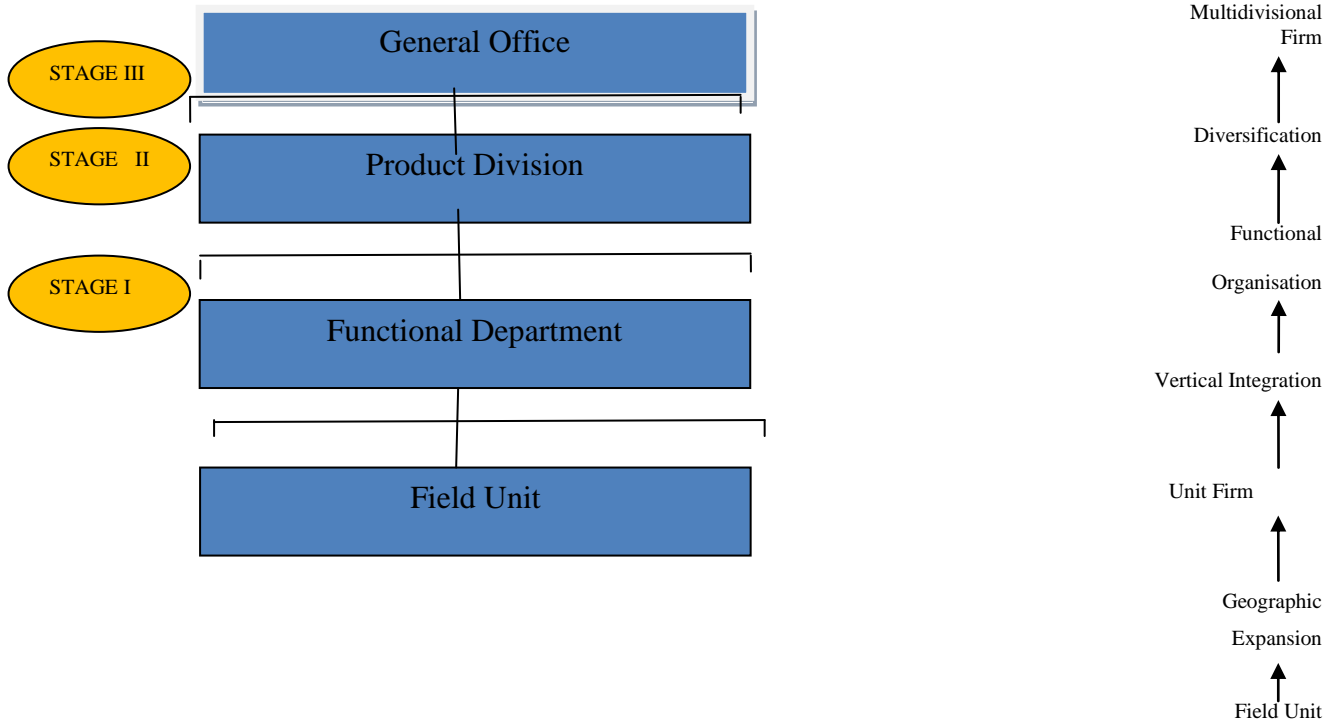 General Office
STAGE III
STAGE II
Product Division
STAGE I
Functional Department
Field Unit
Multidivisional
Firm
Diversification
Functional
Organisation
Vertical Integration
Unit Firm
Geographic
Expansion
Field Unit